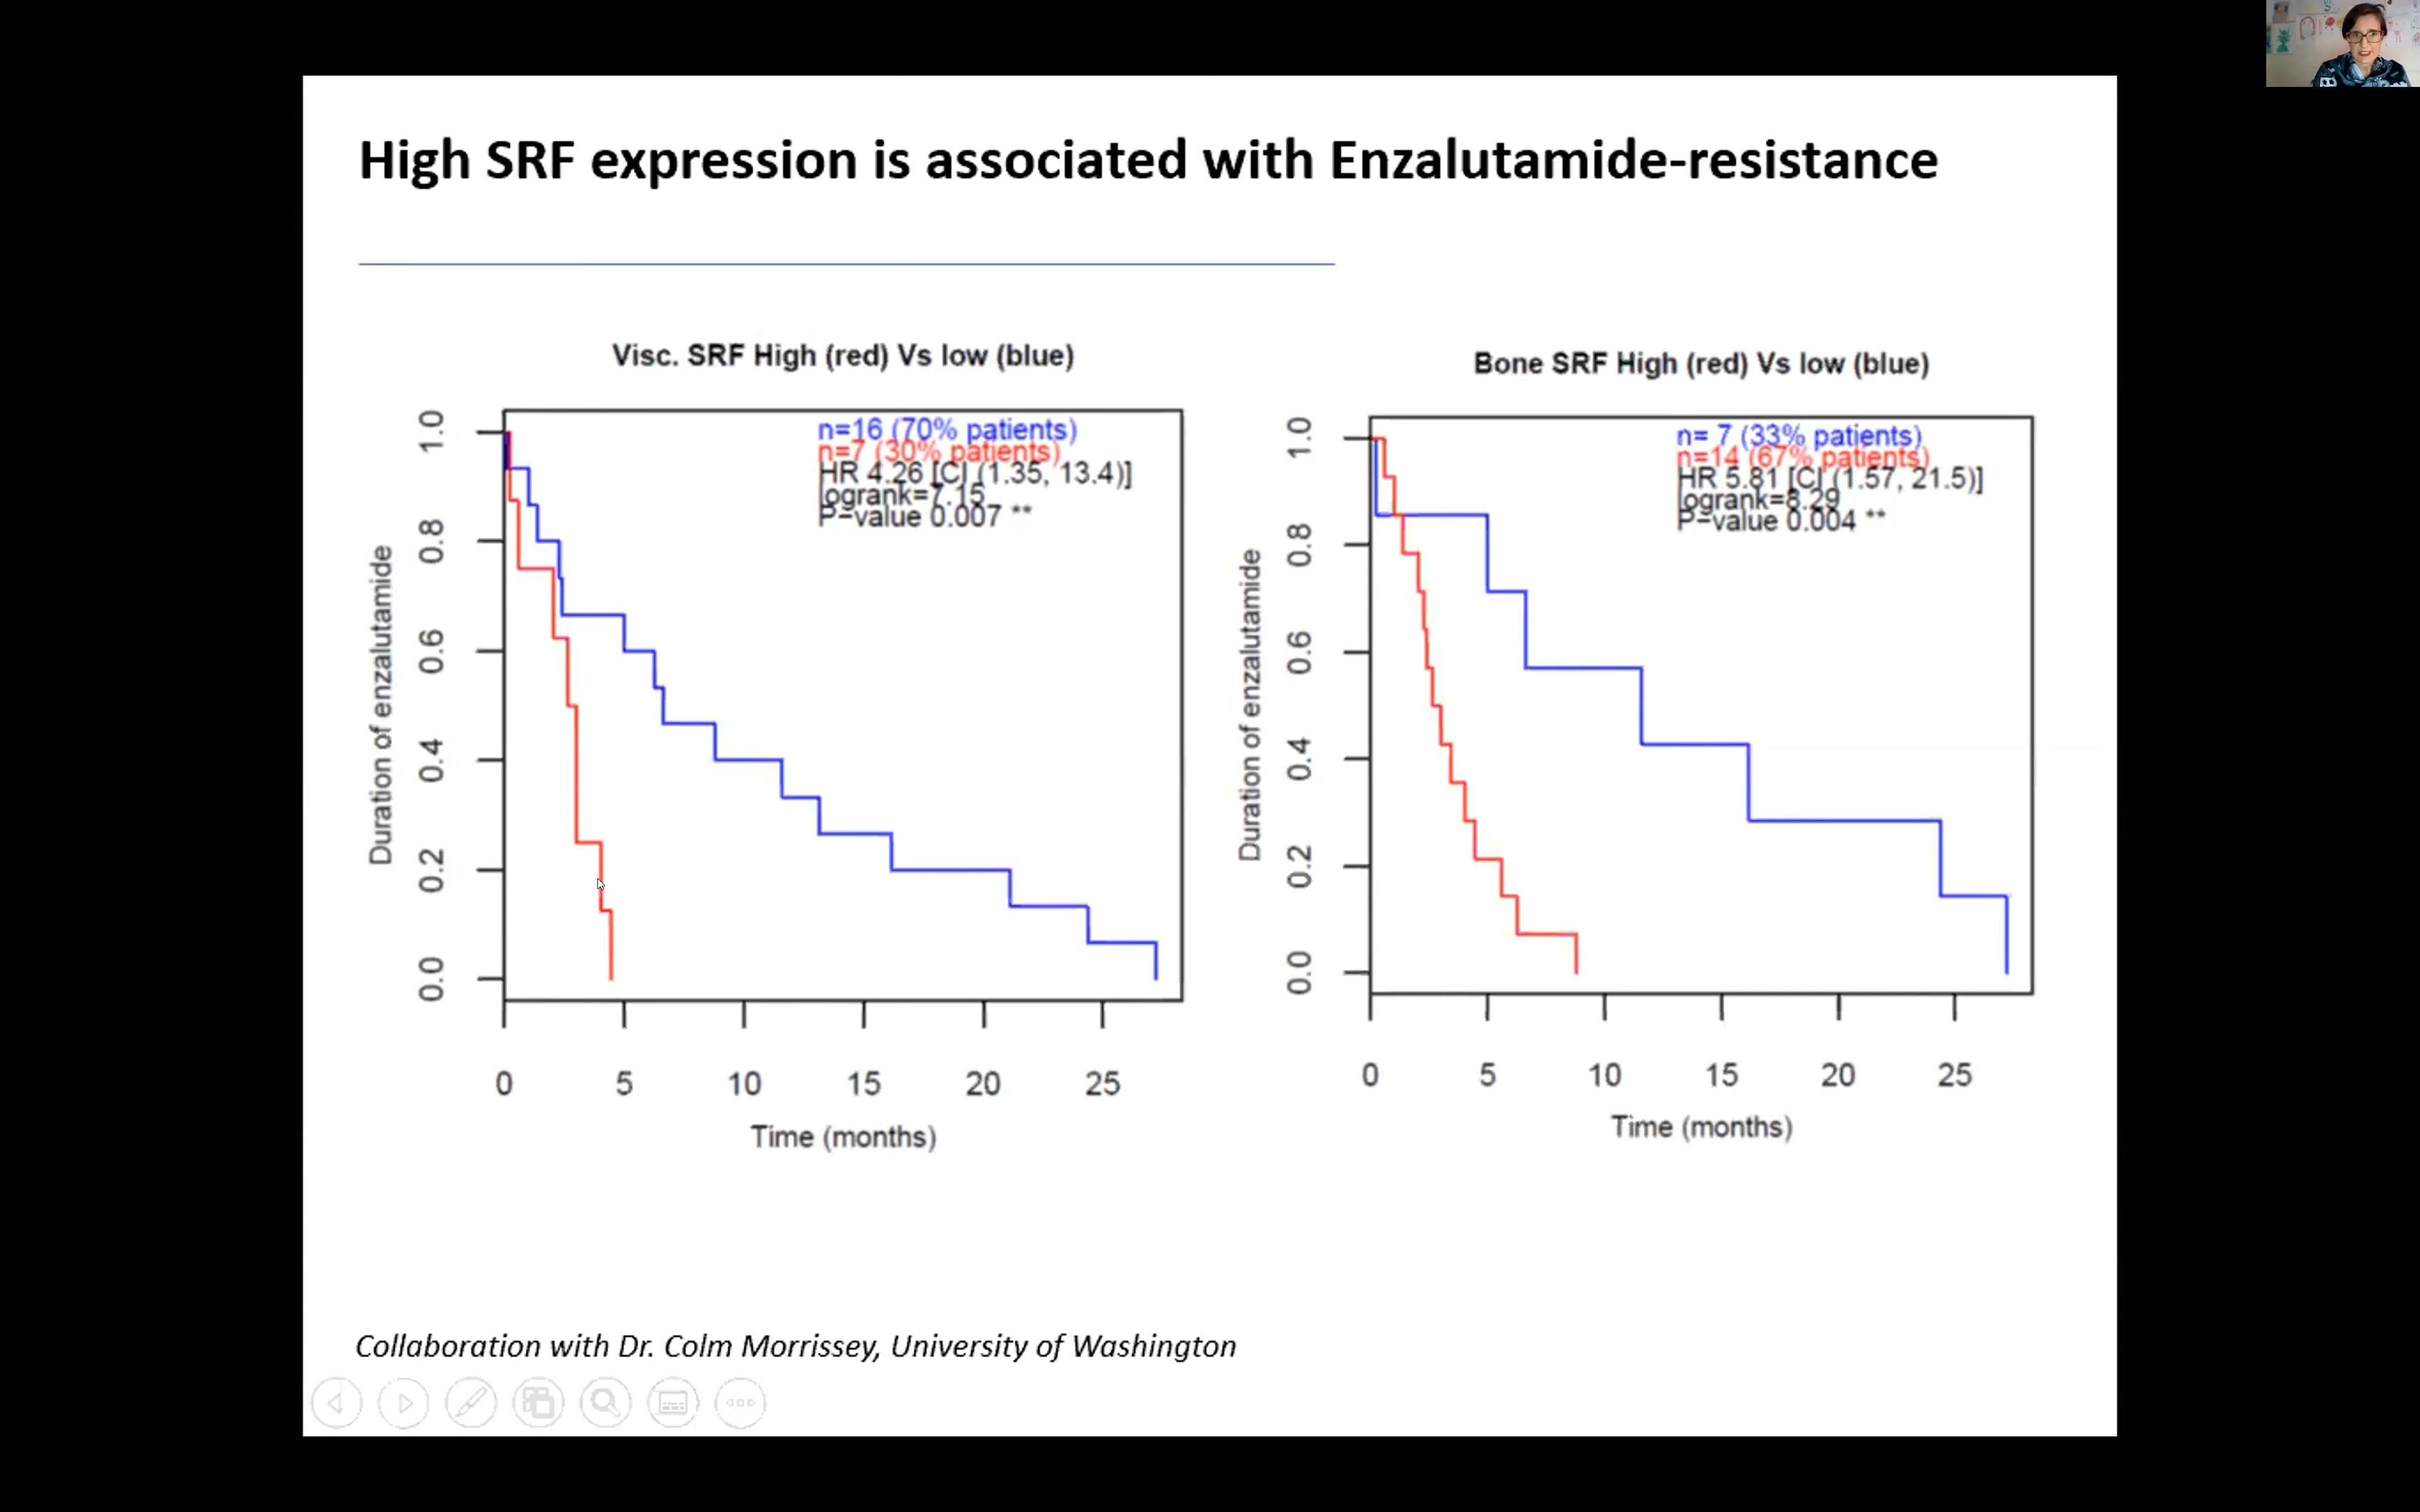 High SRF expression is associated with Enzalutamide-resistance
Visc. SRF High (red) Vs low (blue)
n=16 (70% patients)
n=7 (30% patients)
HR 4.26 [CI (1.35, 13.4)]
logrank=7.15
P-value 0.007 **
Duration of enzalutamide
1.0
0.8
0.6
0.4
0.2
0.0
0 5 10 15 20 25
Time (months)
Bone SRF High (red) Vs low (blue)
n= 7 (33% patients)
n=14 (67% patients)
HR 5.81 [CI (1.57, 21.5)]
logrank=8.29
P-value 0.004 **
Duration of enzalutamide
1.0
0.8
0.6
0.4
0.2
0.0
0 5 10 15 20 25
Time (months)
Collaboration with Dr. Colm Morrissey, University of Washington